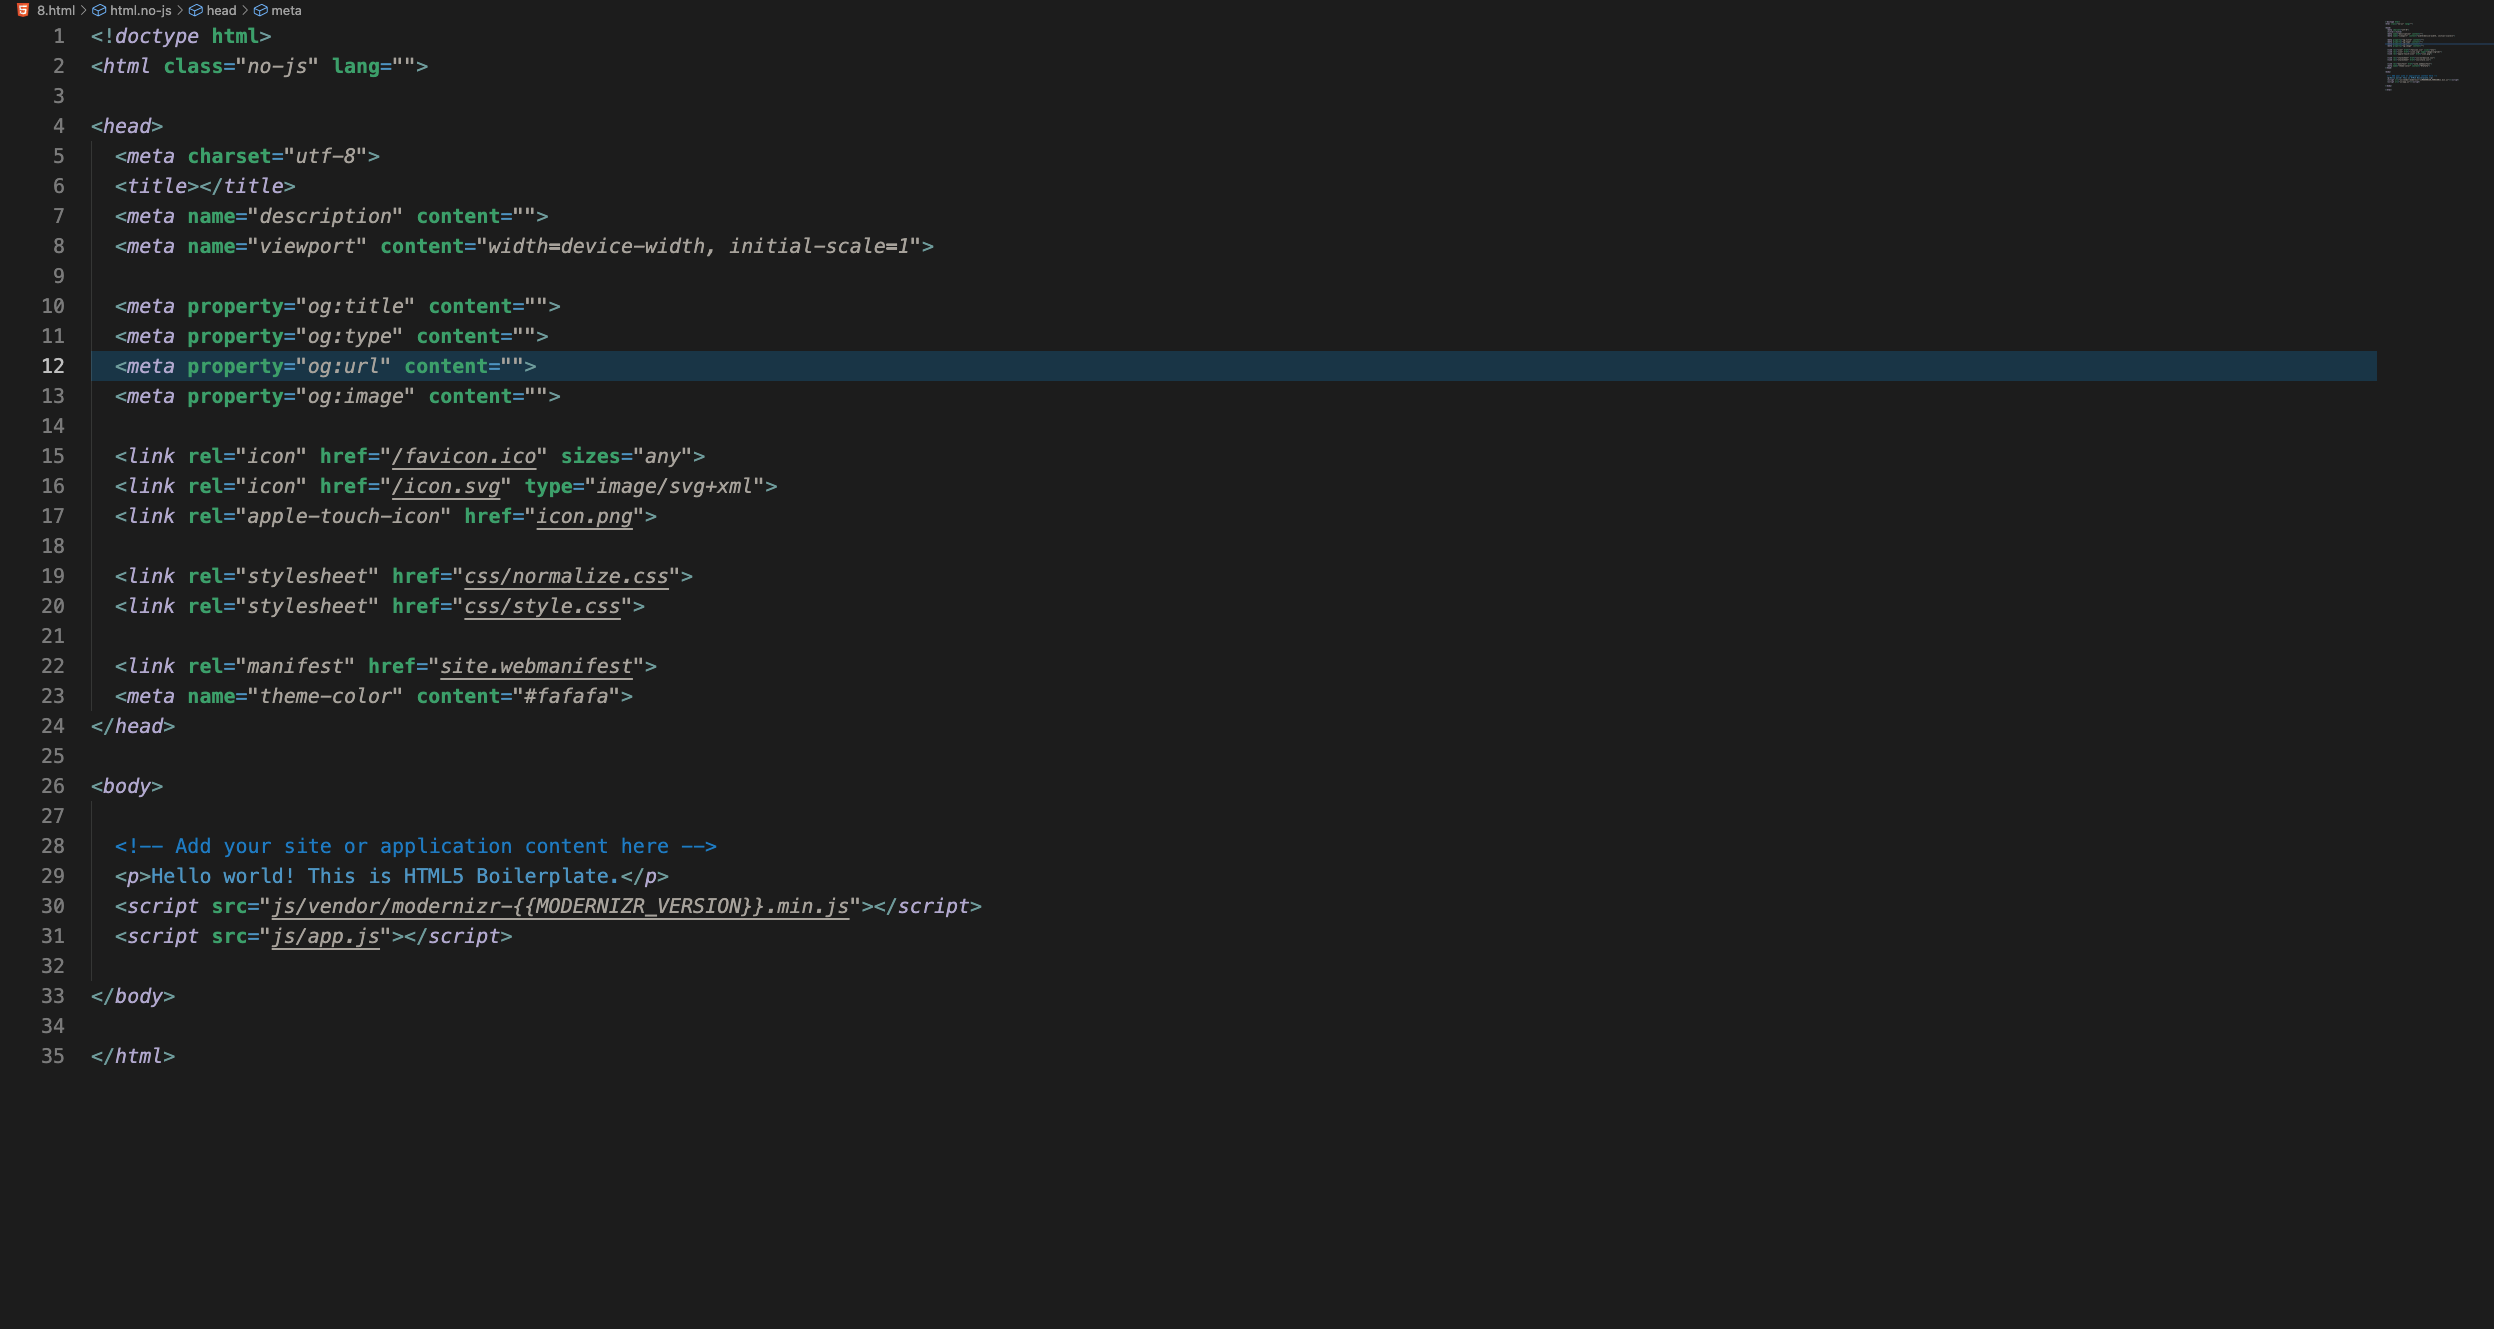 8.html > html.no-js > head > meta
1 <!doctype html>
2 <html class="no-js" lang="">
3
4 <head>
5   <meta charset="utf-8">
6   <title></title>
7   <meta name="description" content="">
8   <meta name="viewport" content="width=device-width, initial-scale=1">
9
10   <meta property="og:title" content="">
11   <meta property="og:type" content="">
12   <meta property="og:url" content="">
13   <meta property="og:image" content="">
14
15   <link rel="icon" href="/favicon.ico" sizes="any">
16   <link rel="icon" href="/icon.svg" type="image/svg+xml">
17   <link rel="apple-touch-icon" href="icon.png">
18
19   <link rel="stylesheet" href="css/normalize.css">
20   <link rel="stylesheet" href="css/style.css">
21
22   <link rel="manifest" href="site.webmanifest">
23   <meta name="theme-color" content="#fafafa">
24 </head>
25
26 <body>
27
28   <!-- Add your site or application content here -->
29   <p>Hello world! This is HTML5 Boilerplate.</p>
30   <script src="js/vendor/modernizr-{{MODERNIZR_VERSION}}.min.js"></script>
31   <script src="js/app.js"></script>
32
33 </body>
34
35 </html>